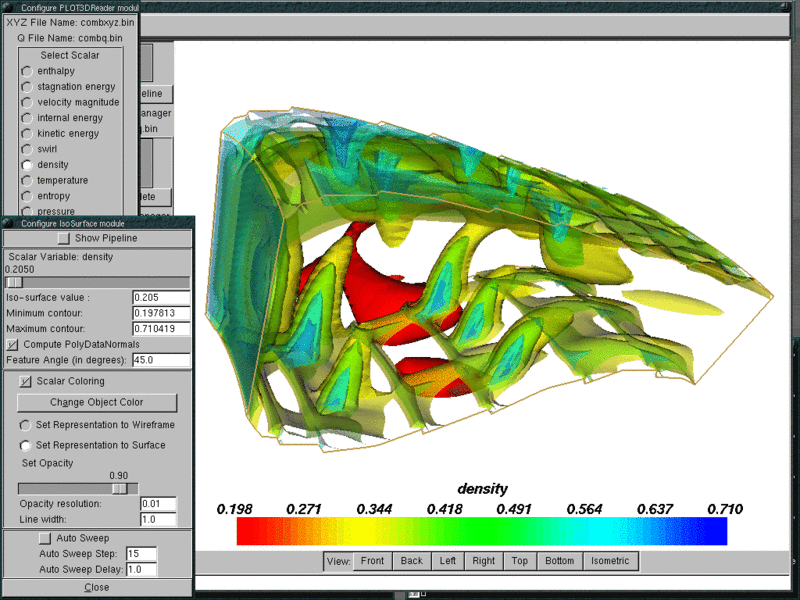 Configure PLOT3DReader modul
XYZ File Name: combxyz.bin
Q File Name: combq.bin
Select Scalar
enthalpy
stagnation energy
velocity magnitude
internal energy
kinetic energy
swirl
density
temperature
entropy
pressure
eline
anager
q.bin
lete
Configure IsoSurface module
Show Pipeline
Scalar Variable: density
0.2050
Iso-surface value : 0.205
Minimum contour: 0.197813
Maximum contour: 0.710419
Compute PolyDataNormals
Feature Angle (in degrees): 45.0
Scalar Coloring
Change Object Color
Set Representation to Wireframe
Set Representation to Surface
Set Opacity
0.90
Opacity resolution: 0.01
Line width: 1.0
Auto Sweep
Auto Sweep Step: 15
Auto Sweep Delay: 1.0
Close
density
0.198 0.271 0.344 0.418 0.491 0.564 0.637 0.710
View: Front Back Left Right Top Bottom Isometric